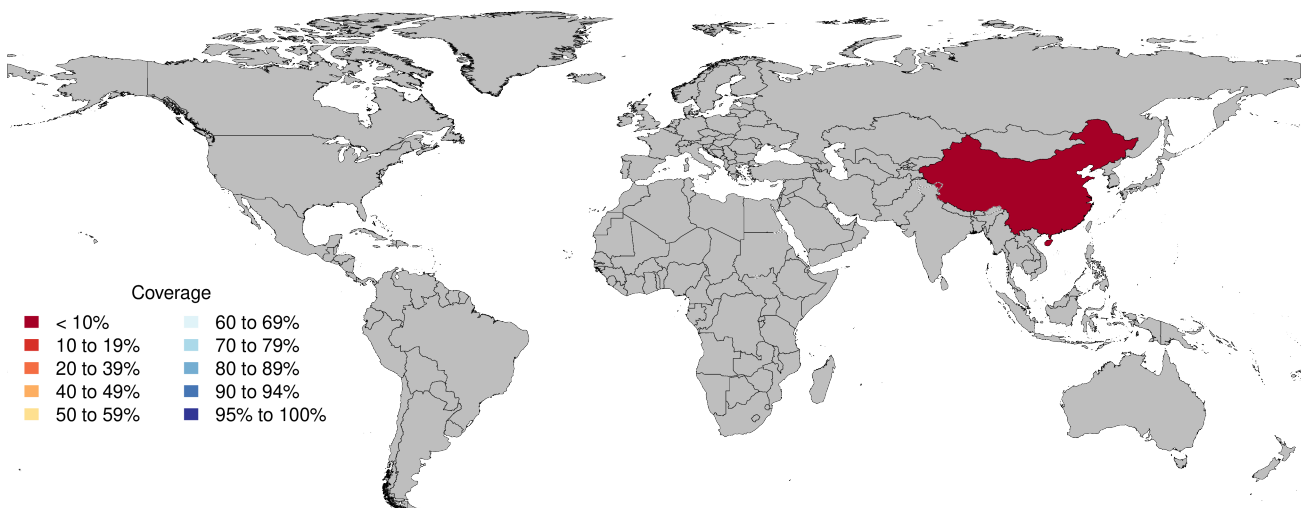 Coverage
< 10%
10 to 19%
20 to 39%
40 to 49%
50 to 59%
60 to 69%
70 to 79%
80 to 89%
90 to 94%
95% to 100%